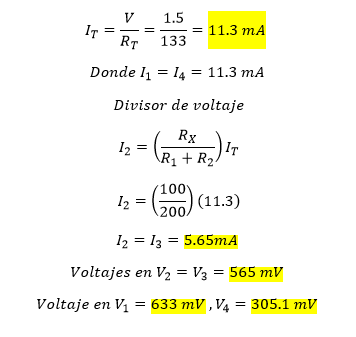 I_T = V / R_T = 1.5 / 133 = 11.3 mA
Donde I_1 = I_4 = 11.3 mA
Divisor de voltaje
I_2 = (R_X / (R_1 + R_2)) I_T
I_2 = (100 / 200) (11.3)
I_2 = I_3 = 5.65mA
Voltajes en V_2 = V_3 = 565 mV
Voltaje en V_1 = 633 mV , V_4 = 305.1 mV